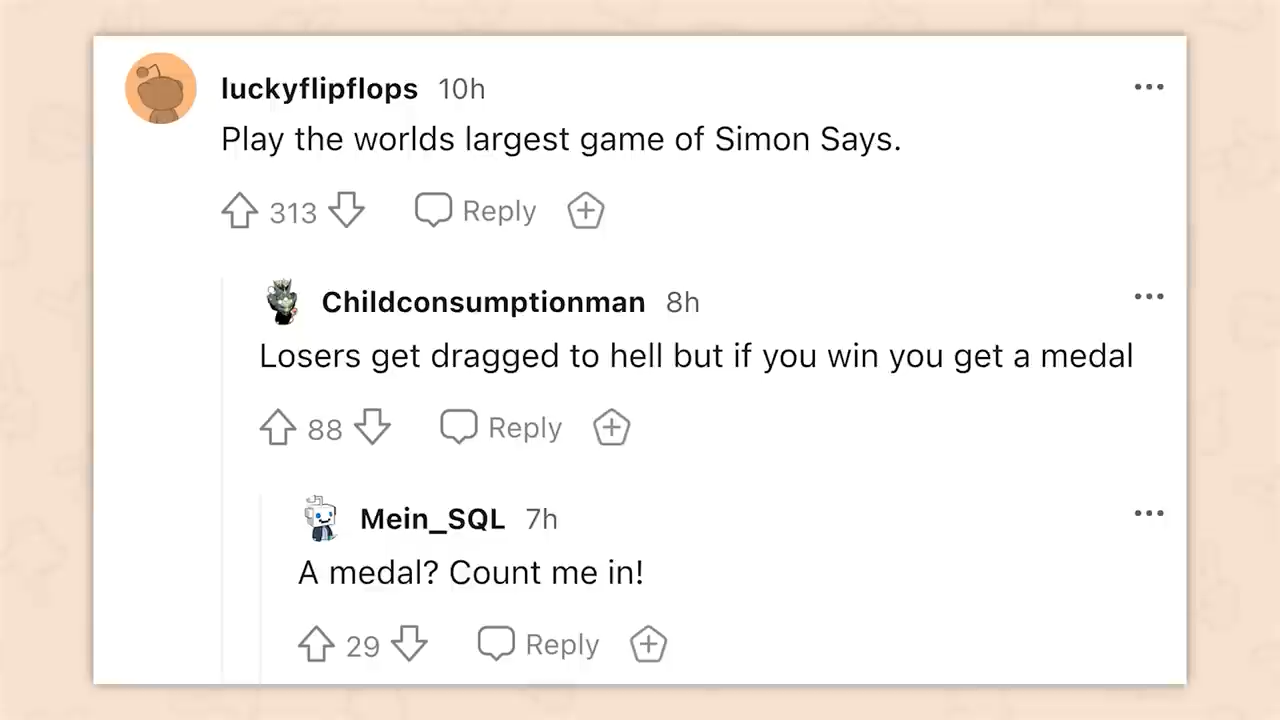 luckyflipflops 10h
Play the worlds largest game of Simon Says.
313 Reply
Childconsumptionman 8h
Losers get dragged to hell but if you win you get a medal
88 Reply
Mein_SQL 7h
A medal? Count me in!
29 Reply